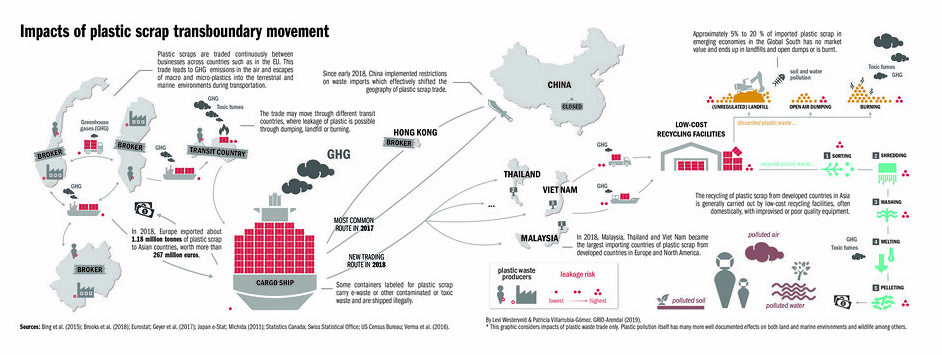 Impacts of plastic scrap transboundary movement
Plastic scraps are traded continuously between
businesses across countries such as in the EU. This
trade leads to GHG emissions in the air and escapes
of macro and micro-plastics into the terrestrial and
marine environments during transportation.
Greenhouse
gases (GHG)
BROKER
BROKER
GHG
GHG
Toxic fumes
TRANSIT COUNTRY
GHG
The trade may move through different transit
countries, where leakage of plastic is possible
through dumping, landfill or burning.
BROKER
In 2018, Europe exported about
1.18 million tonnes of plastic scrap
to Asian countries, worth more than
267 million euros.
GHG
CARGO SHIP
Some containers labeled for plastic scrap
carry e-waste or other contaminated or toxic
waste and are shipped illegally.
MOST COMMON
ROUTE IN 2017
NEW TRADING
ROUTE IN 2018
Since early 2018, China implemented restrictions
on waste imports which effectively shifted the
geography of plastic scrap trade.
CHINA
CLOSED
HONG KONG
BROKER
THAILAND
VIET NAM
...
MALAYSIA
In 2018, Malaysia, Thailand and Viet Nam became
the largest importing countries of plastic scrap from
developed countries in Europe and North America.
GHG
GHG
plastic waste
producers
leakage risk
lowest
highest
Approximately 5% to 20 % of imported plastic scrap in
emerging economies in the Global South has no market
value and ends up in landfills and open dumps or is burnt.
soil and water
pollution
Toxic fumes
GHG
(UNREGULATED) LANDFILL
OPEN AIR DUMPING
BURNING
discarded plastic waste ...
LOW-COST
RECYCLING FACILITIES
recycled plastic waste ...
1 SORTING
2 SHREDDING
3 WASHING
4 MELTING
5 PELLETING
GHG
Toxic fumes
The recycling of plastic scrap from developed countries in Asia
is generally carried out by low-cost recycling facilities, often
domestically, with improvised or poor quality equipment.
polluted air
polluted soil
polluted water
By Levi Westerveld & Patricia Villarrubia-Gómez. GRID-Arendal (2019).
* This graphic considers impacts of plastic waste trade only. Plastic pollution itself has many more well documented effects on both land and marine environments and wildlife among others.
Sources: Bing et al. (2015); Brooks et al. (2018); Eurostat; Geyer et al. (2017); Japan e-Stat; Michida (2011); Statistics Canada; Swiss Statistical Office; US Census Bureau; Verma et al. (2016).